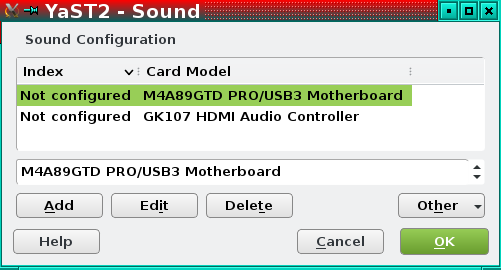 YaST2 - Sound
Sound Configuration
Index Card Model
Not configured M4A89GTD PRO/USB3 Motherboard
Not configured GK107 HDMI Audio Controller
M4A89GTD PRO/USB3 Motherboard
Add Edit Delete Other
Help Cancel OK